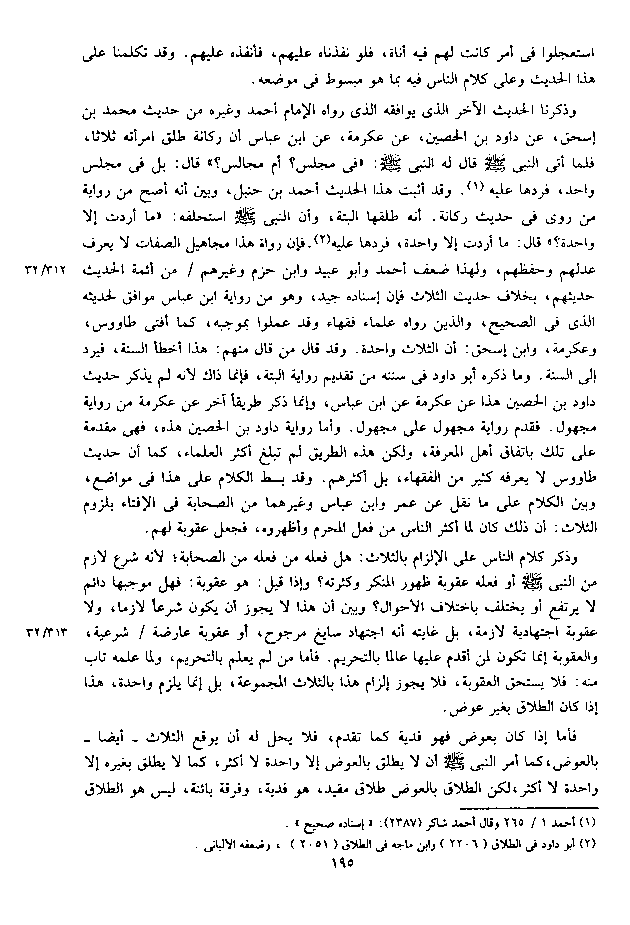 استعجلوا فى أمر كانت لهم فيه أناة، فلو نفذناه عليهم، فأنفذه عليهم. وقد تكلمنا على
هذا الحديث وعلى كلام الناس فيه بما هو مبسوط فى موضعه.
وذكرنا الحديث الآخر الذى يوافقه الذى رواه الإمام أحمد وغيره من حديث محمد بن
إسحق، عن داود بن الحصين، عن عكرمة، عن ابن عباس أن ركانة طلق امرأته ثلاثا،
فلما أتى النبى ﷺ قال له النبى ﷺ: «فى مجلس؟ أم مجالس؟» قال: بل فى مجلس
واحد، فردها عليه (١). وقد أثبت هذا الحديث أحمد بن حنبل، وبين أنه أصح من رواية
من روى فى حديث ركانة. أنه طلقها البتة، وأن النبى ﷺ استحلفه: «ما أردت إلا
واحدة؟» قال: ما أردت إلا واحدة، فردها عليه(٢).فإن رواة هذا مجاهيل الصفات لا يعرف
عدلهم وحفظهم، ولهذا ضعف أحمد وأبو عبيد وابن حزم وغيرهم / من أئمة الحديث ٣٢/٣١٢
حديثهم، بخلاف حديث الثلاث فإن إسناده جيد، وهو من رواية ابن عباس موافق لحديثه
الذى فى الصحيح، والذين رواه علماء فقهاء وقد عملوا بموجبه، كما أفتى طاووس،
وعكرمة، وابن إسحق: أن الثلاث واحدة. وقد قال من قال منهم: هذا أخطأ السنة، فيرد
إلى السنة. وما ذكره أبو داود فى سننه من تقديم رواية البتة، فإنما ذاك لأنه لم يذكر حديث
داود بن الحصين هذا عن عكرمة عن ابن عباس، وإنما ذكر طريقاً آخر عن عكرمة من رواية
مجهول. فقدم رواية مجهول على مجهول. وأما رواية داود بن الحصين هذه، فهى مقدمة
على تلك باتفاق أهل المعرفة، ولكن هذه الطريق لم تبلغ أكثر العلماء، كما أن حديث
طاووس لا يعرفه كثير من الفقهاء، بل أكثرهم. وقد بسط الكلام على هذا فى مواضع،
وبين الكلام على ما نقل عن عمر وابن عباس وغيرهما من الصحابة فى الإفتاء بلزوم
الثلاث: أن ذلك كان لما أكثر الناس من فعل المحرم وأظهروه، فجعل عقوبة لهم.
وذكر كلام الناس على الإلزام بالثلاث: هل فعله من فعله من الصحابة؛ لأنه شرع لازم
من النبى ﷺ أو فعله عقوبة ظهور المنكر وكثرته؟ وإذا قيل: هو عقوبة: فهل موجبها دائم
لا يرتفع أو يختلف باختلاف الأحوال؟ وبين أن هذا لا يجوز أن يكون شرعاً لازما، ولا
عقوبة اجتهادية لازمة، بل غايته أنه اجتهاد سايغ مرجوح، أو عقوبة عارضة / شرعية، ٣٢/٣١٣
والعقوبة إنما تكون لمن أقدم عليها عالما بالتحريم. فأما من لم يعلم بالتحريم، ولما علمه تاب
منه: فلا يستحق العقوبة، فلا يجوز إلزام هذا بالثلاث المجموعة، بل إنما يلزم واحدة، هذا
إذا كان الطلاق بغير عوض.
فأما إذا كان بعوض فهو فدية كما تقدم، فلا يحل له أن يوقع الثلاث ـ أيضا ـ
بالعوض،كما أمر النبى ﷺ أن لا يطلق بالعوض إلا واحدة لا أكثر، كما لا يطلق بغيره إلا
واحدة لا أكثر،لكن الطلاق بالعوض طلاق مقيد، هو فدية، وفرقة بائنة، ليس هو الطلاق
(١) أحمد ١ / ٢٦٥ وقال أحمد شاكر (٢٣٨٧): « إسناده صحيح » .
(٢) أبو داود فى الطلاق ( ٢٢٠٦ ) وابن ماجه فى الطلاق ( ٢٠٥١ ) ، وضعفه الألبانى .
١٩٥